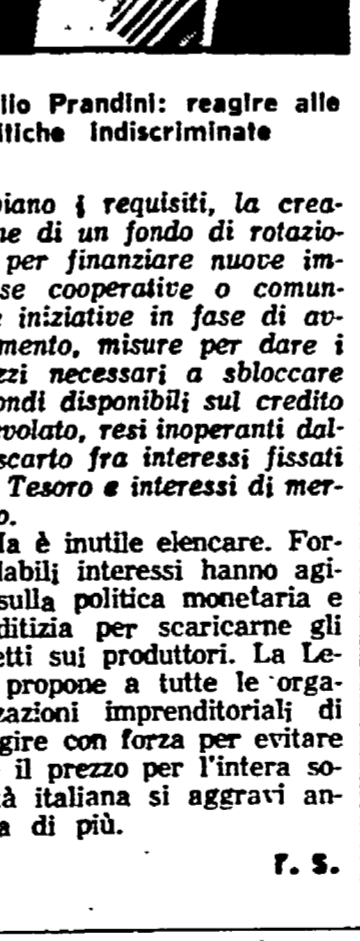 lio Prandini: reagire alle
itiche indiscriminate
biano i requisiti, la crea-
ne di un fondo di rotazio-
per finanziare nuove im-
se cooperative o comun-
e iniziative in fase di av-
mento, misure per dare i
zzi necessari a sbloccare
ondi disponibili sul credito
evolato, resi inoperanti dal-
scarto fra interessi fissati
Tesoro e interessi di mer-
o.
Ma è inutile elencare. For-
dabili interessi hanno agi-
sulla politica monetaria e
ditizia per scaricarne gli
etti sui produttori. La Le-
propone a tutte le orga-
zazioni imprenditoriali di
gire con forza per evitare
il prezzo per l'intera so-
tà italiana si aggravi an-
a di più.
r. s.